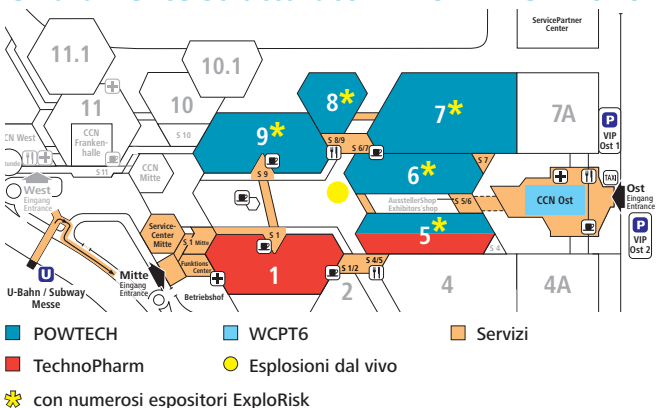 ServicePartner
Center
11.1
10.1
11
10
S 10
8*
7*
7A
P
VIP
Ost 1
CCN
Franken-
halle
CN West
S 11
CCN
Mitte
9*
S 8/9
S 6/7
S 9
6*
S 7
TAXI
West
Eingang
Entrance
AusstellerShop
Exhibitors shop
S 5/6
CCN Ost
Ost
Eingang
Entrance
P
VIP
Ost 2
Service-
Center
Mitte
S 1 Mitte
S 1
5*
S 4
Funktions
Center
1
S 4/5
S 1/2
2
4
4A
U
U-Bahn / Subway
Messe
Mitte
Eingang
Entrance
Betriebshof
POWTECH
WCPT6
Servizi
TechnoPharm
Esplosioni dal vivo
con numerosi espositori ExploRisk